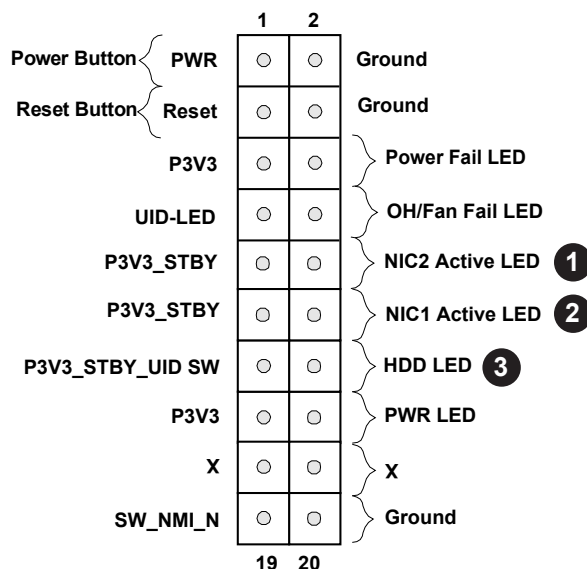 1 2
Power Button PWR Ground
Reset Button Reset Ground
P3V3 Power Fail LED
UID-LED OH/Fan Fail LED
P3V3_STBY NIC2 Active LED 1
P3V3_STBY NIC1 Active LED 2
P3V3_STBY_UID SW HDD LED 3
P3V3 PWR LED
X X
SW_NMI_N Ground
19 20